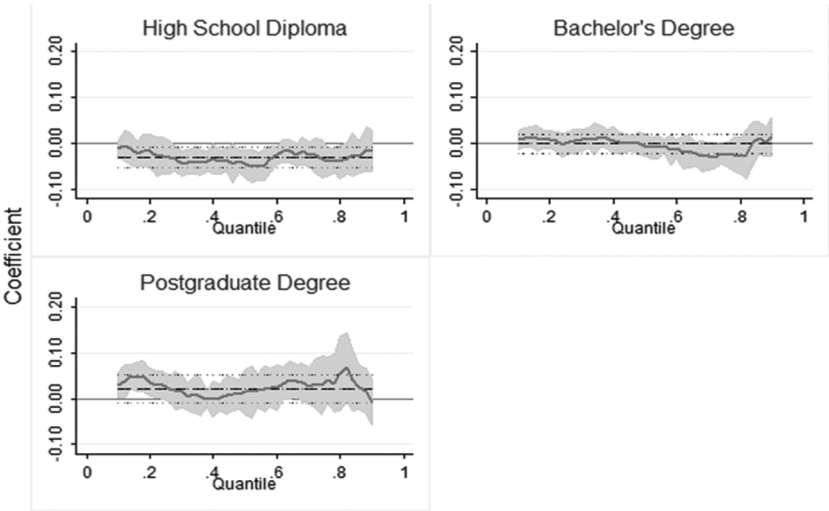 Coefficient
High School Diploma
0.20
0.10
0.00
-0.10
0 .2 .4 .6 .8 1
Quantile
Bachelor's Degree
0.20
0.10
0.00
-0.10
0 .2 .4 .6 .8 1
Quantile
Postgraduate Degree
0.20
0.10
0.00
-0.10
0 .2 .4 .6 .8 1
Quantile